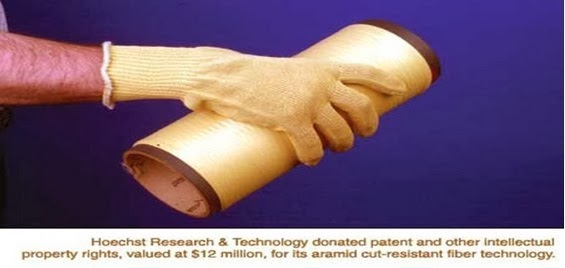 Hoechst Research & Technology donated patent and other intellectual
property rights, valued at $12 million, for its aramid cut-resistant fiber technology.